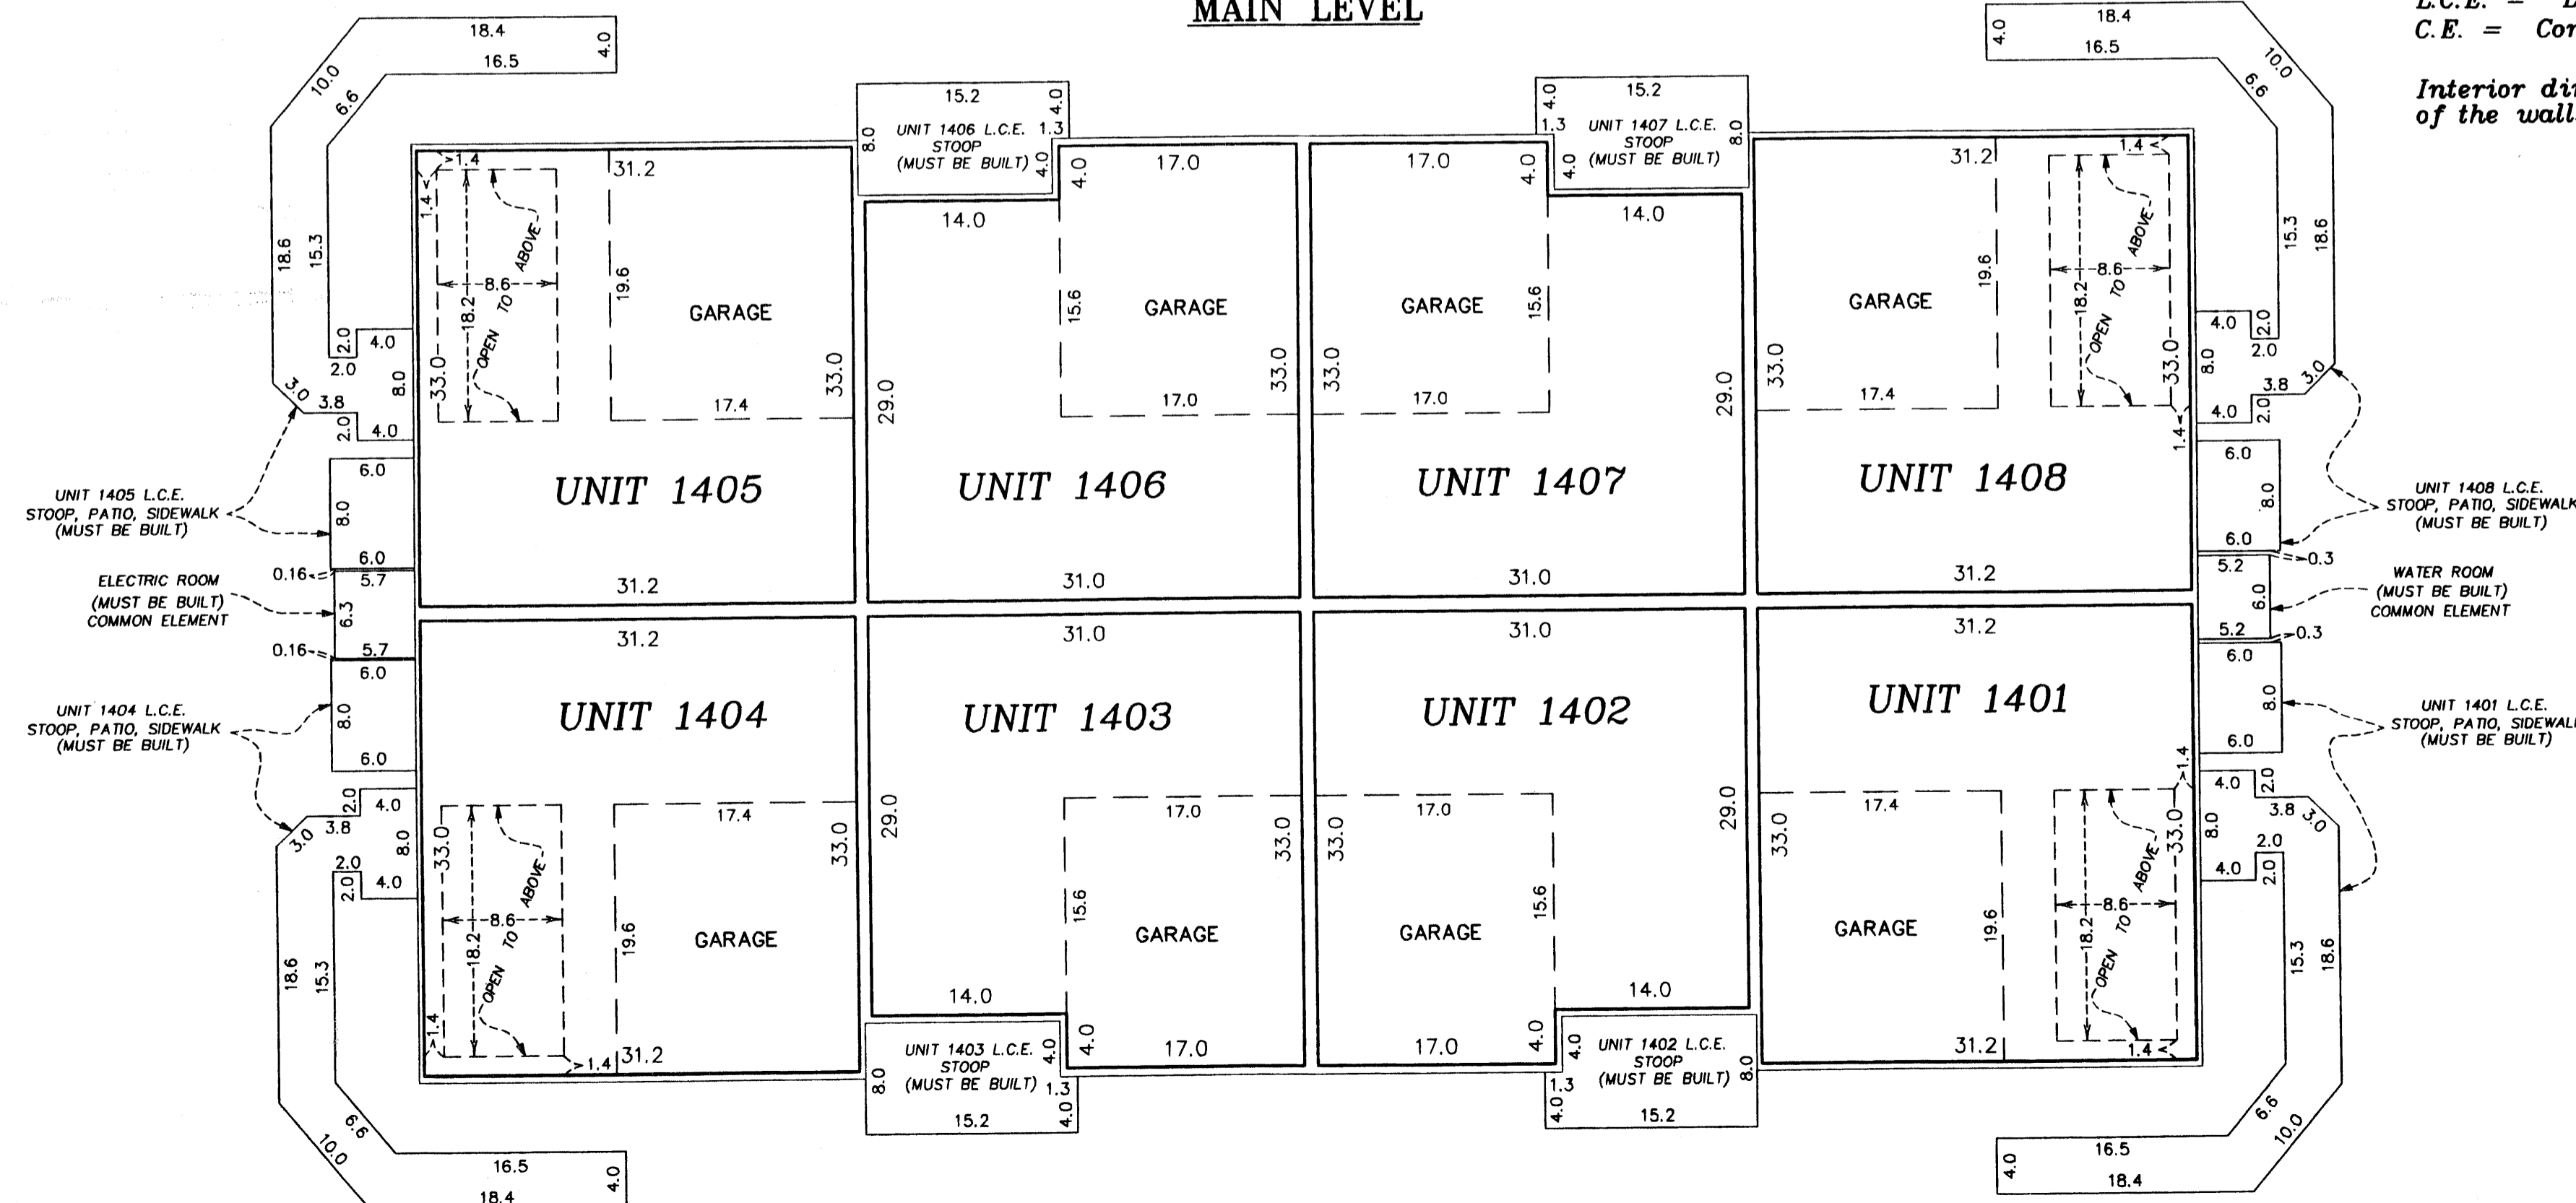 MAIN LEVEL
L.C.E. =
C.E. =
Interior
of the
18.4
4.0
16.5
10.0
6.6
18.6
15.3
2.0
4.0
2.0
8.0
3.0
3.8
2.0
4.0
15.2
4.0
8.0
UNIT 1406 L.C.E.
STOOP
(MUST BE BUILT)
1.3
4.0
4.0
15.2
1.3
UNIT 1407 L.C.E.
STOOP
(MUST BE BUILT)
4.0
8.0
18.4
4.0
16.5
10.0
6.6
15.3
18.6
4.0
2.0
2.0
8.0
3.8
3.0
4.0
2.0
1.4
1.4
31.2
ABOVE
8.6
TO
18.2
OPEN
19.6
GARAGE
33.0
33.0
17.4
UNIT 1405
31.2
4.0
17.0
14.0
15.6
GARAGE
29.0
33.0
17.0
UNIT 1406
31.0
17.0
4.0
14.0
GARAGE
15.6
33.0
29.0
17.0
UNIT 1407
31.0
31.2
1.4
ABOVE
8.6
TO
18.2
OPEN
19.6
GARAGE
33.0
33.0
17.4
1.4
UNIT 1408
31.2
UNIT 1405 L.C.E.
STOOP, PATIO, SIDEWALK
(MUST BE BUILT)
6.0
8.0
6.0
0.16
5.7
ELECTRIC ROOM
(MUST BE BUILT)
COMMON ELEMENT
6.3
0.16
5.7
6.0
8.0
6.0
UNIT 1404 L.C.E.
STOOP, PATIO, SIDEWALK
(MUST BE BUILT)
6.0
8.0
6.0
UNIT 1408 L.C.E.
STOOP, PATIO, SIDEWALK
(MUST BE BUILT)
0.3
5.2
6.0
WATER ROOM
(MUST BE BUILT)
COMMON ELEMENT
5.2
0.3
6.0
8.0
6.0
UNIT 1401 L.C.E.
STOOP, PATIO,
(MUST BE BUILT)
31.2
UNIT 1404
17.4
33.0
33.0
ABOVE
8.6
TO
18.2
OPEN
19.6
GARAGE
1.4
1.4
31.2
31.0
UNIT 1403
29.0
17.0
33.0
15.6
GARAGE
14.0
4.0
17.0
31.0
UNIT 1402
17.0
33.0
29.0
15.6
GARAGE
14.0
17.0
4.0
31.2
UNIT 1401
1.4
17.4
33.0
33.0
ABOVE
8.6
TO
18.2
OPEN
19.6
GARAGE
31.2
1.4
2.0
4.0
3.8
3.0
8.0
2.0
2.0
4.0
18.6
15.3
6.6
10.0
16.5
4.0
18.4
UNIT 1403 L.C.E.
STOOP
(MUST BE BUILT)
4.0
8.0
1.3
4.0
15.2
4.0
UNIT 1402 L.C.E.
STOOP
(MUST BE BUILT)
8.0
1.3
4.0
15.2
4.0
2.0
3.8
3.0
8.0
2.0
4.0
2.0
15.3
18.6
6.6
10.0
16.5
4.0
18.4